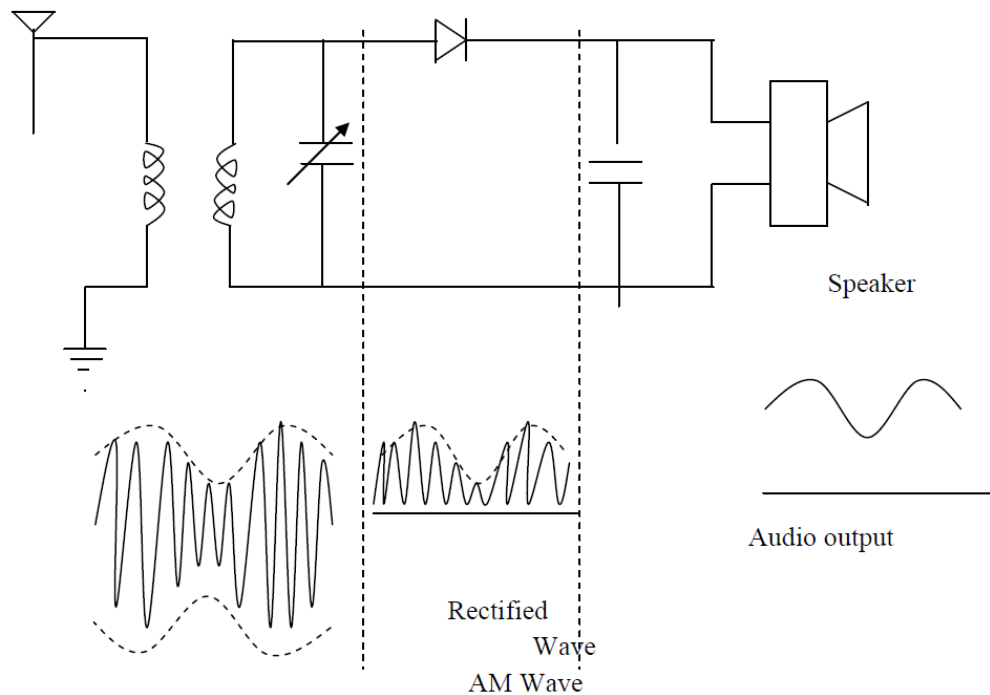 Speaker
Audio output
Rectified
Wave
AM Wave